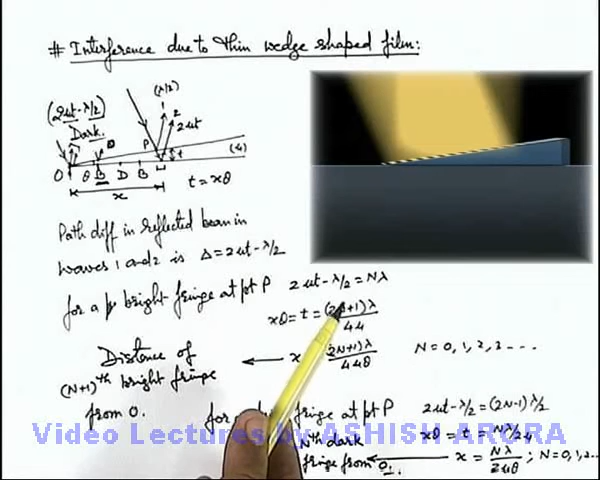 # Interference due to thin wedge shaped film:
(λ/2)
(2μt-λ/2)
Dark.
2
2μt
P
t
(μ)
O θ B D B
x
t = xθ
Path diff in reflected beam in
waves 1 and 2 is Δ = 2μt - λ/2
for a bright fringe at pt P 2μt - λ/2 = Nλ
xθ = t = (2N+1)λ
4μ
Distance of
(N+1)th bright fringe
from O.
x = (2N+1)λ
4μθ
N = 0, 1, 2, 3 ---
fringe at pt P 2μt - λ/2 = (2N-1)λ/2
xθ = t = Nλ/2μ
Nth dark
fringe from O.
x = Nλ
2μθ
; N = 0, 1, 2..
Video Lectures by ASHISH ARORA